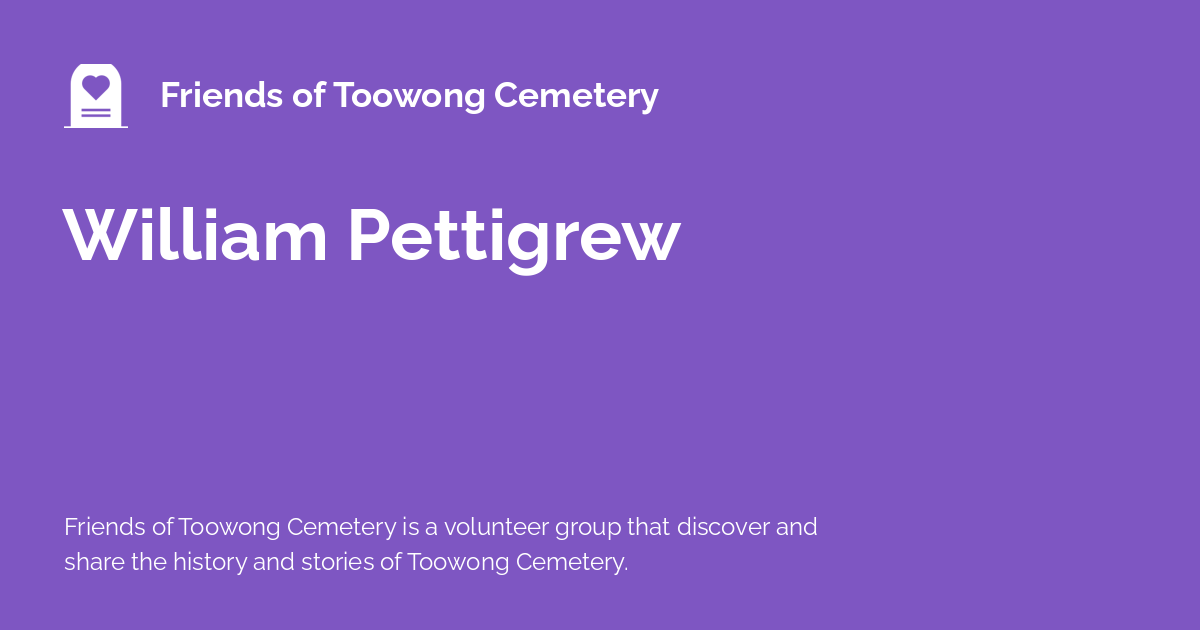 Friends of Toowong Cemetery
William Pettigrew
Friends of Toowong Cemetery is a volunteer group that discover and
share the history and stories of Toowong Cemetery.